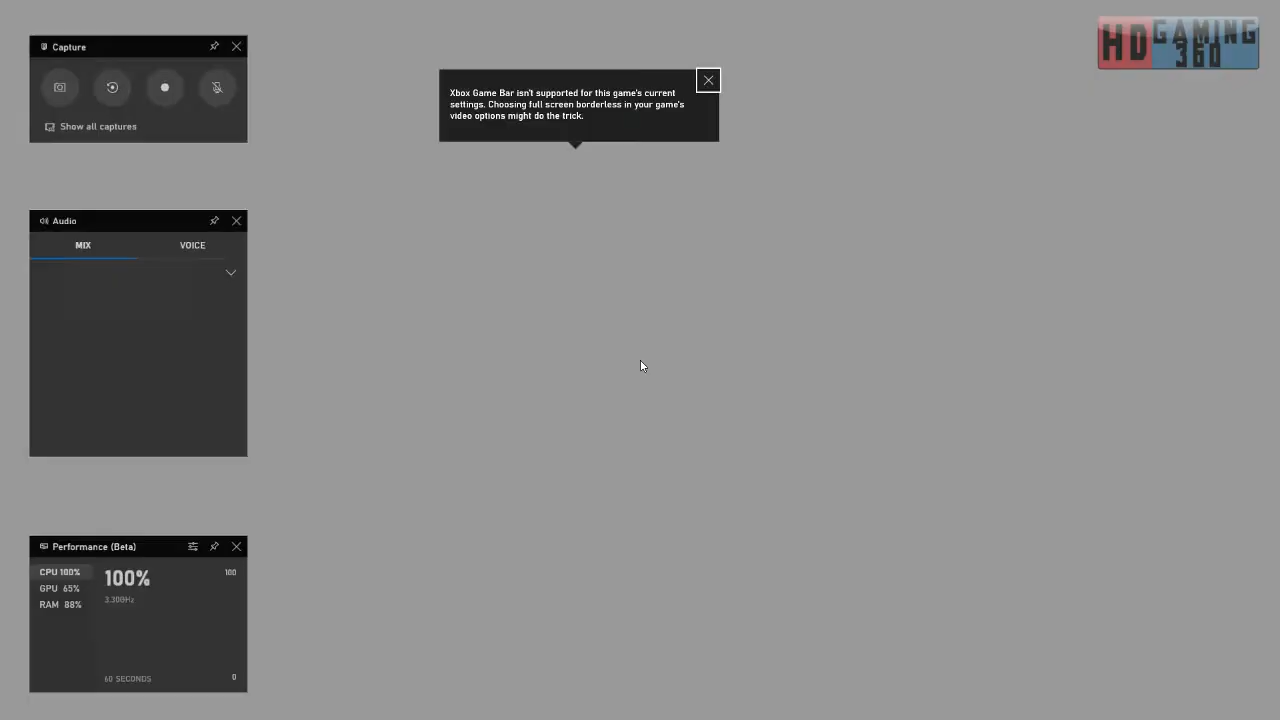 Capture
Show all captures
Xbox Game Bar isn't supported for this game's current
settings. Choosing full screen borderless in your game's
video options might do the trick.
HD GAMING
360
Audio
MIX VOICE
Performance (Beta)
CPU 100% 100% 100
GPU 65%
3.30GHz
RAM 88%
60 SECONDS 0